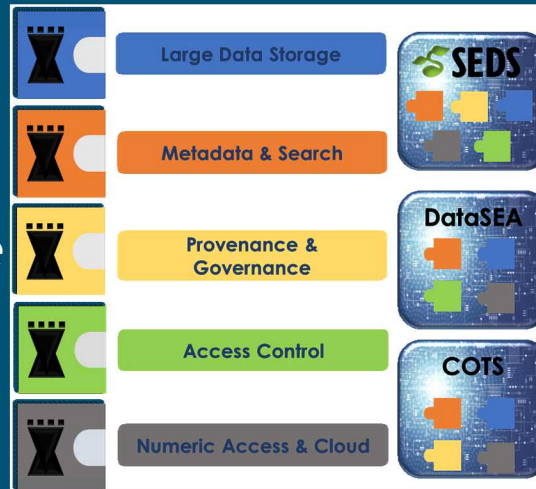 Large Data Storage
SEDS
Metadata & Search
Provenance &
Governance
DataSEA
Access Control
COTS
Numeric Access & Cloud